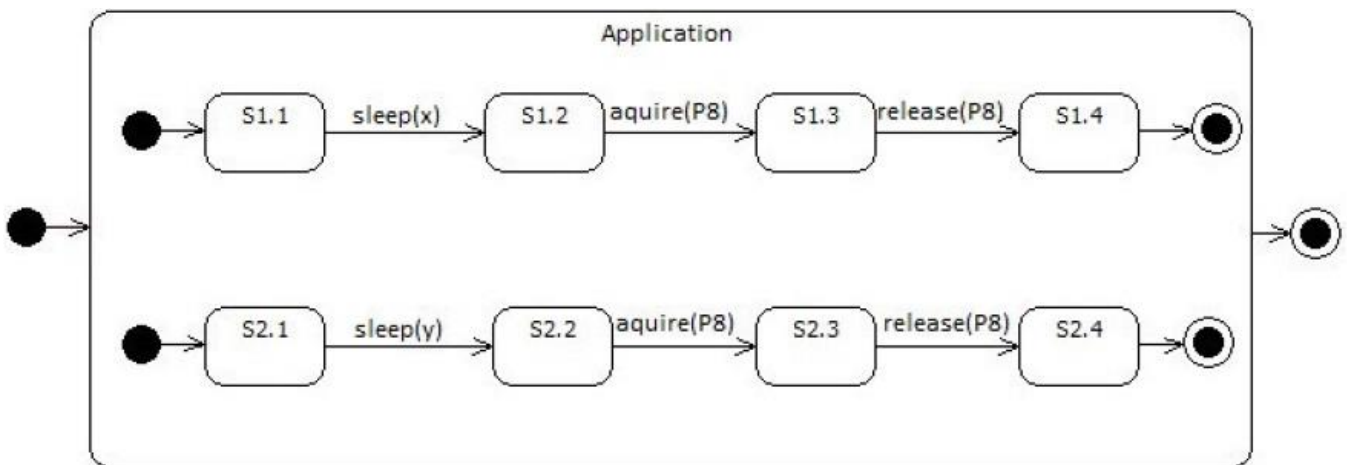 Application
S1.1 sleep(x) S1.2 aquire(P8) S1.3 release(P8) S1.4
S2.1 sleep(y) S2.2 aquire(P8) S2.3 release(P8) S2.4